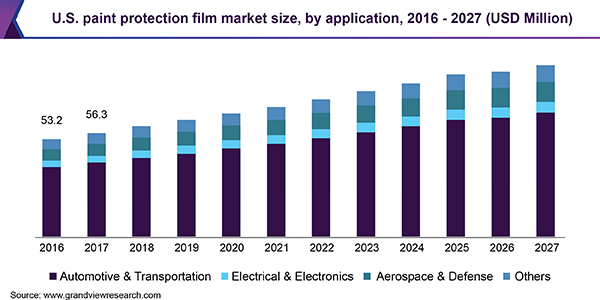 U.S. paint protection film market size, by application, 2016 - 2027 (USD Million)
53.2
56.3
2016 2017 2018 2019 2020 2021 2022 2023 2024 2025 2026 2027
Automotive & Transportation Electrical & Electronics Aerospace & Defense Others
Source: www.grandviewresearch.com